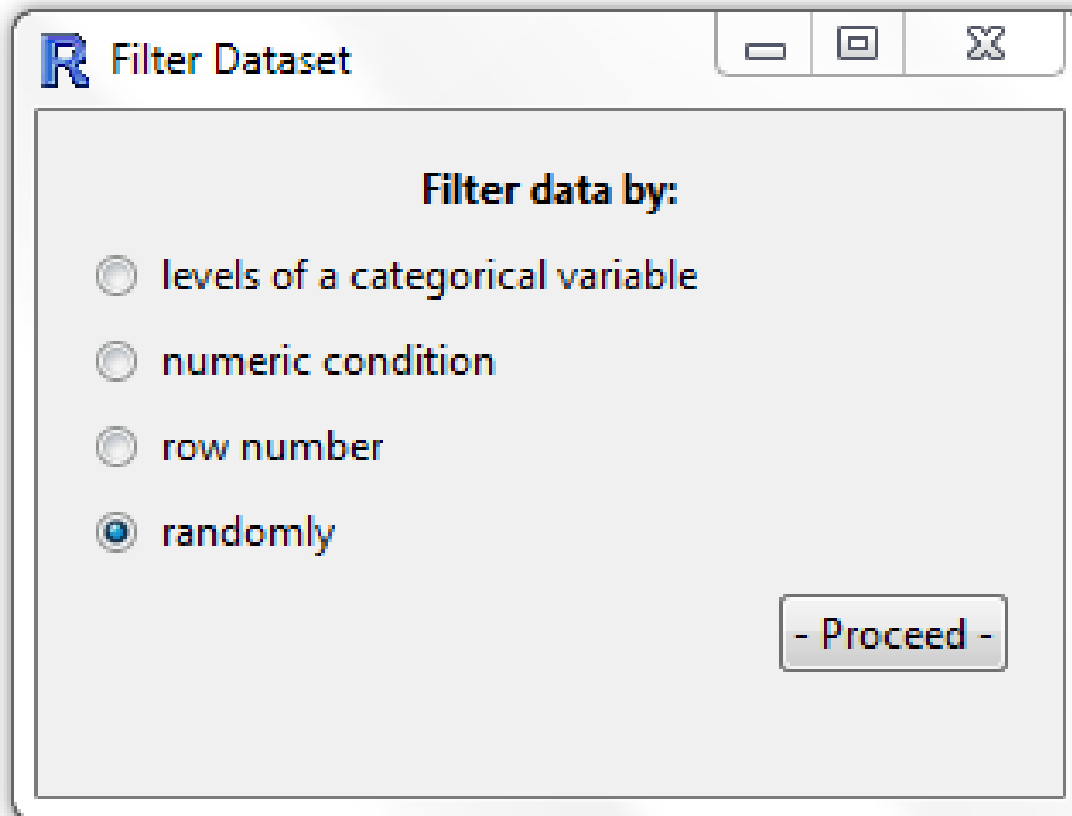 R Filter Dataset
Filter data by:
levels of a categorical variable
numeric condition
row number
randomly
- Proceed -